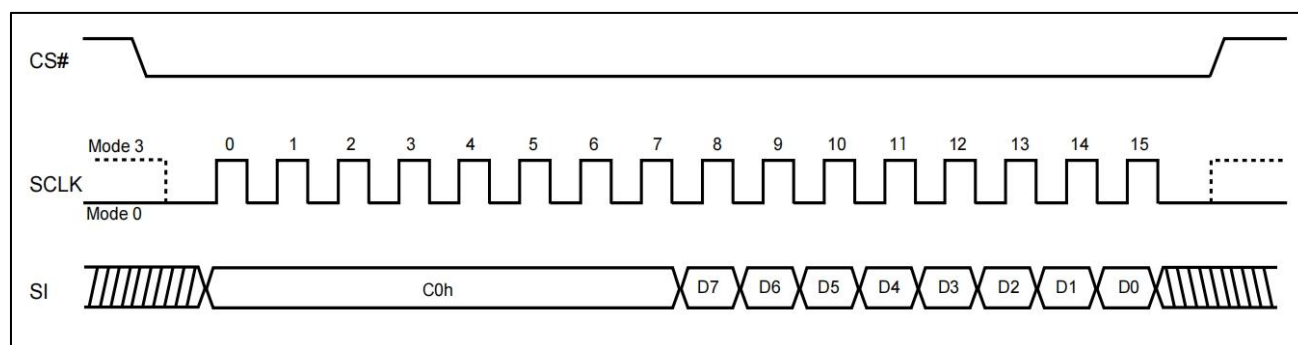 CS#
Mode 3
0 1 2 3 4 5 6 7 8 9 10 11 12 13 14 15
SCLK
Mode 0
SI
C0h D7 D6 D5 D4 D3 D2 D1 D0